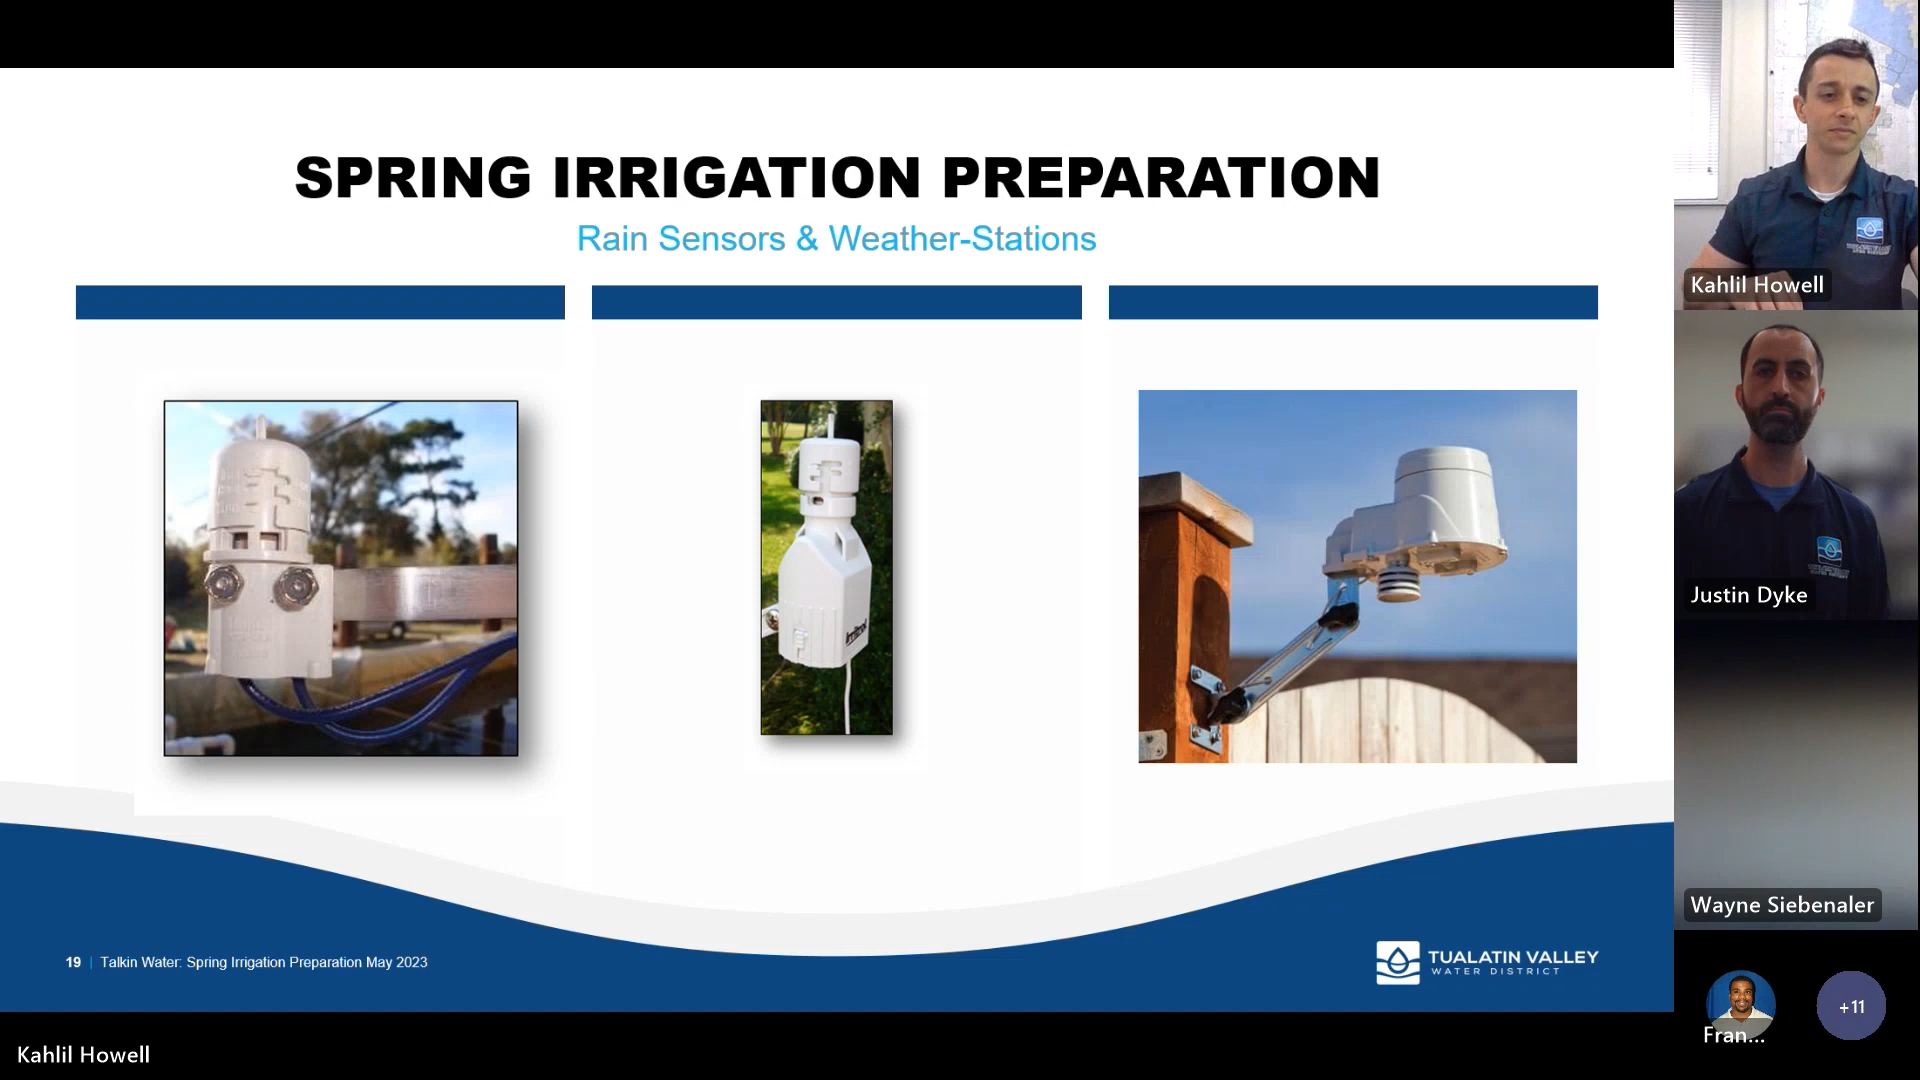 SPRING IRRIGATION PREPARATION
Rain Sensors & Weather-Stations
irritrol
19 | Talkin Water: Spring Irrigation Preparation May 2023
TUALATIN VALLEY
WATER DISTRICT
Kahlil Howell
Justin Dyke
Wayne Siebenaler
Fran...
+11
Kahlil Howell